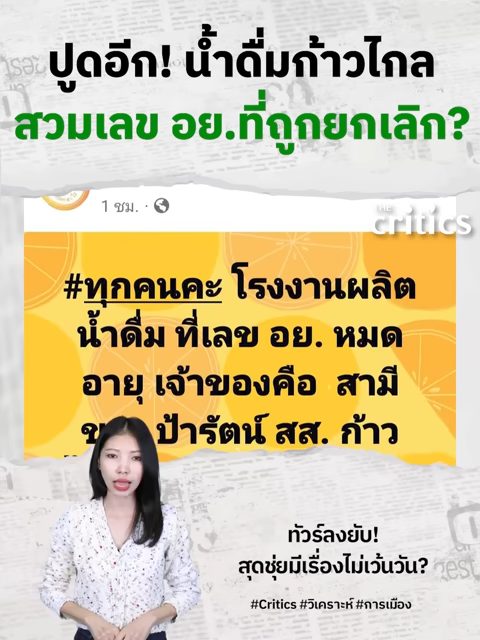 ปูดอีก! น้ำดื่มก้าวไกล
สวมเลข อย.ที่ถูกยกเลิก?
1 ชม.
THE
critics
#ทุกคนคะ โรงงานผลิต
น้ำดื่ม ที่เลข อย. หมด
อายุ เจ้าของคือ สามี
ป้ารัตน์ สส. ก้าว
ทัวร์ลงยับ!
สุดซุ่ยมีเรื่องไม่เว้นวัน?
#Critics #วิเคราะห์ #การเมือง